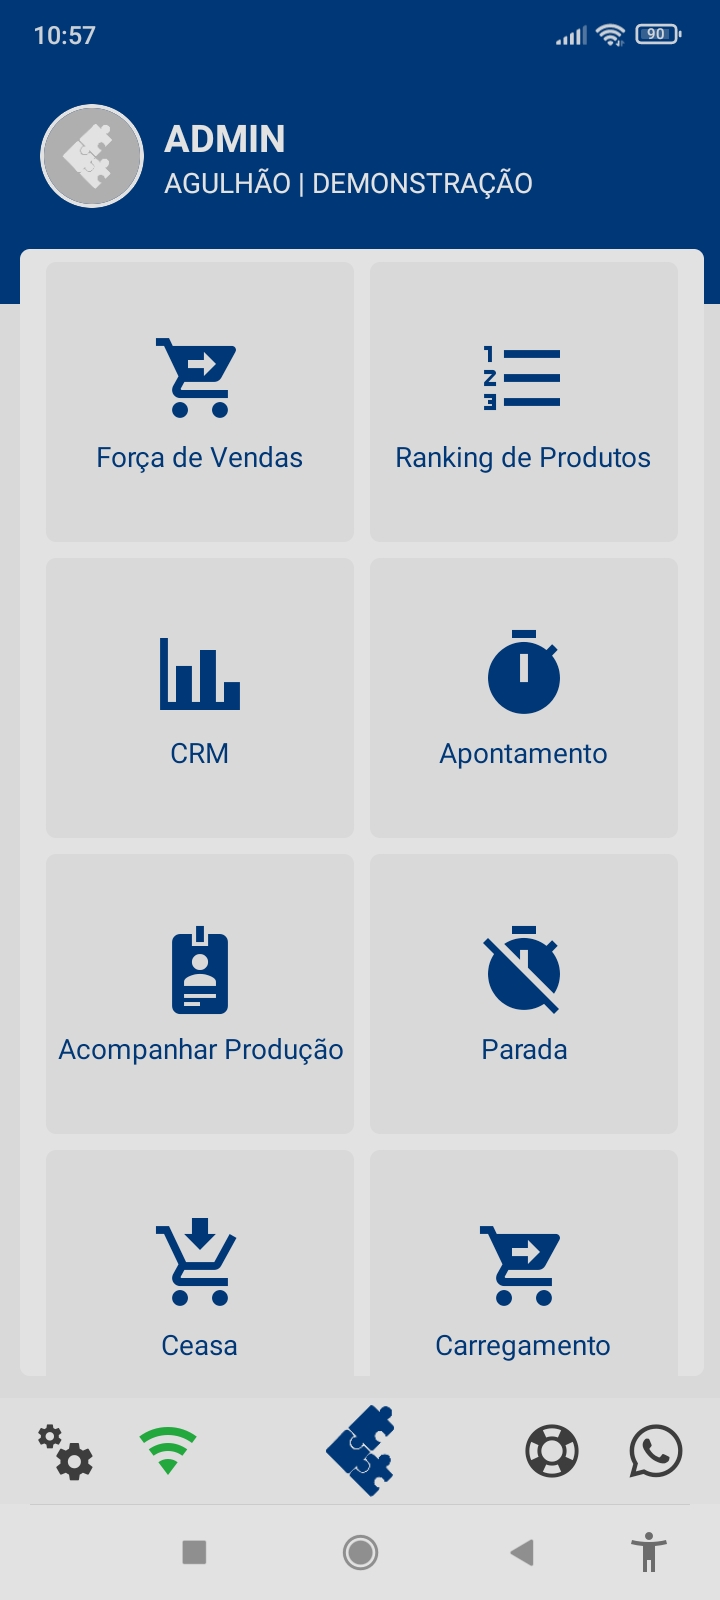 10:57
90
ADMIN
AGULHÃO | DEMONSTRAÇÃO
1
2
3
Força de Vendas
Ranking de Produtos
CRM
Apontamento
Acompanhar Produção
Parada
Ceasa
Carregamento